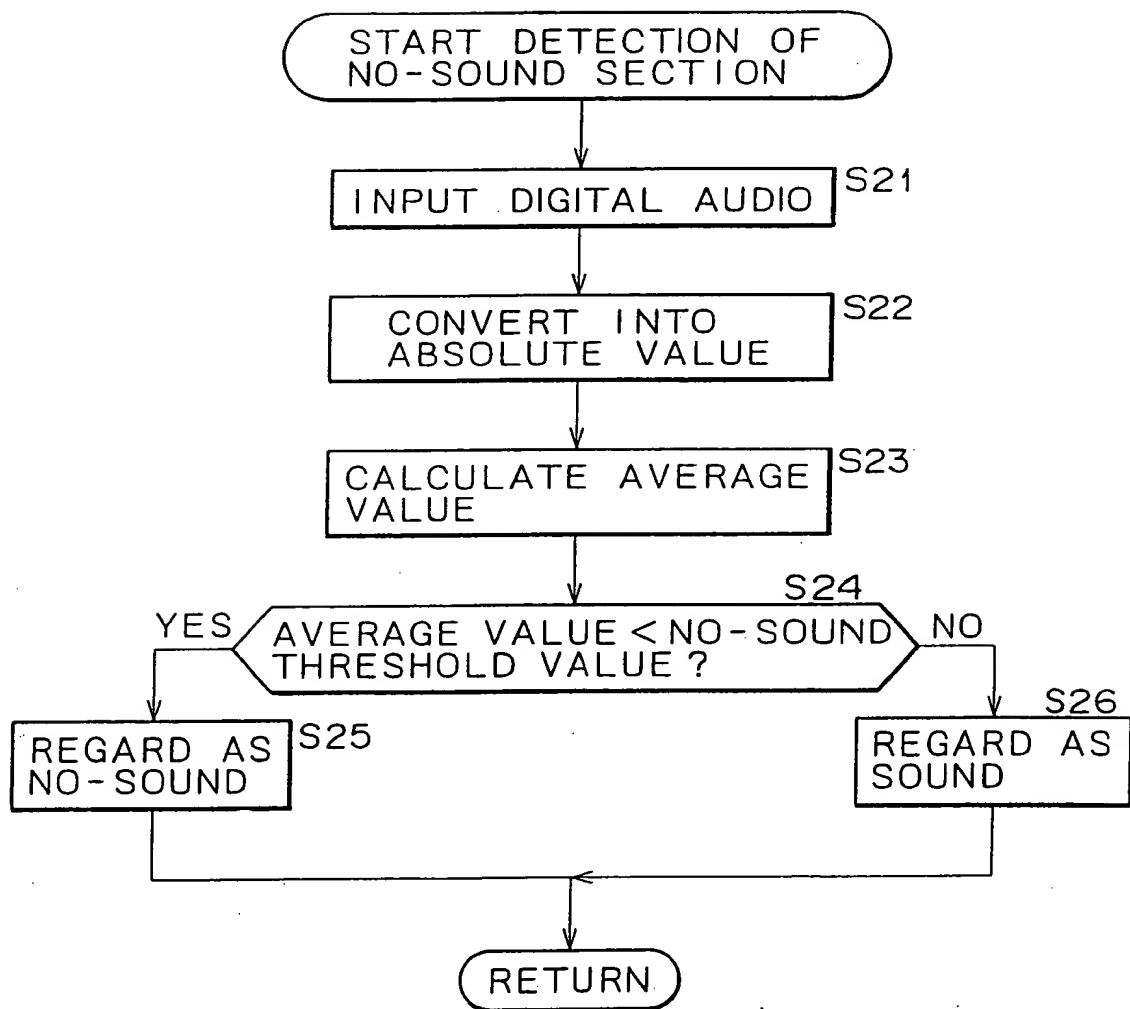 START DETECTION OF
NO-SOUND SECTION
S21
INPUT DIGITAL AUDIO
S22
CONVERT INTO
ABSOLUTE VALUE
S23
CALCULATE AVERAGE
VALUE
S24
YES
AVERAGE VALUE < NO-SOUND
THRESHOLD VALUE ?
NO
S25
REGARD AS
NO-SOUND
S26
REGARD AS
SOUND
RETURN